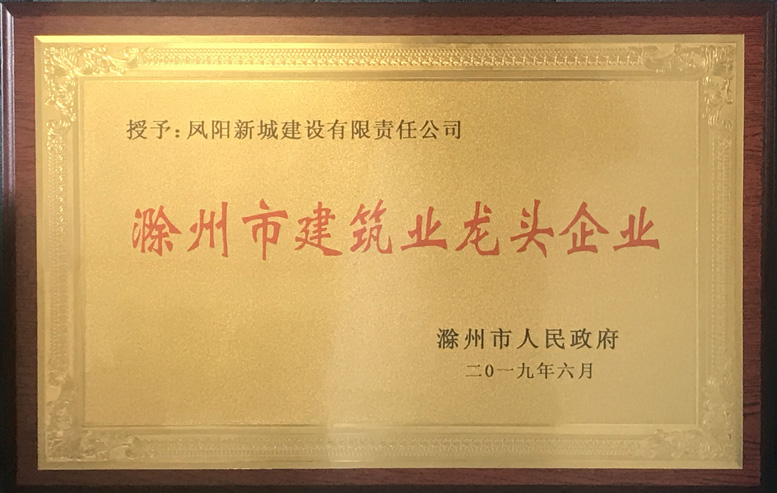 授予：凤阳新城建设有限责任公司
滁州市建筑业龙头企业
滁州市人民政府
二0一九年六月